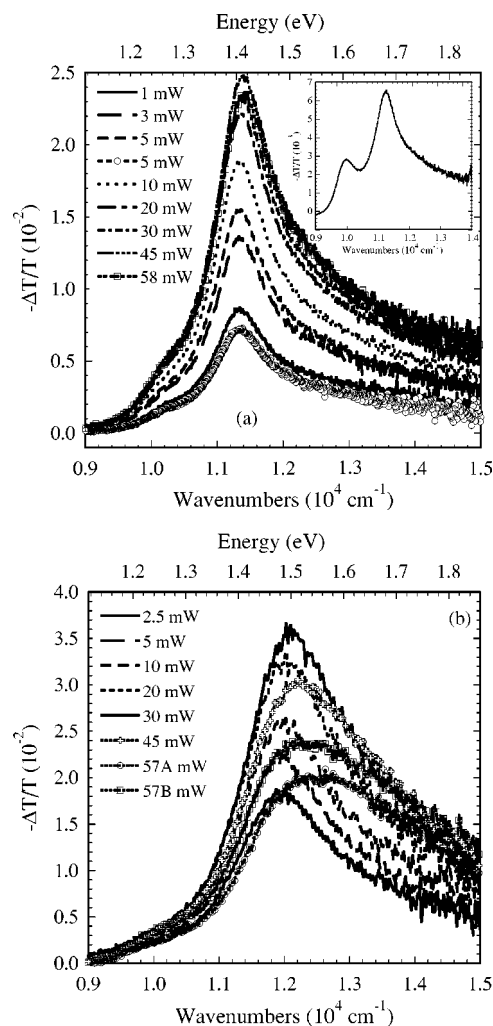 Energy (eV)
1.2 1.3 1.4 1.5 1.6 1.7 1.8
2.5
2.0
1.5
1.0
0.5
0.0
-ΔT/T (10⁻²)
1 mW
3 mW
5 mW
5 mW
10 mW
20 mW
30 mW
45 mW
58 mW
7
6
5
4
3
2
1
0
-ΔT/T (10⁻³)
0.9 1.0 1.1 1.2 1.3 1.4
Wavenumbers (10⁴ cm⁻¹)
(a)
0.9 1.0 1.1 1.2 1.3 1.4 1.5
Wavenumbers (10⁴ cm⁻¹)
Energy (eV)
1.2 1.3 1.4 1.5 1.6 1.7 1.8
4.0
3.5
3.0
2.5
2.0
1.5
1.0
0.5
0.0
-ΔT/T (10⁻²)
2.5 mW
5 mW
10 mW
20 mW
30 mW
45 mW
57A mW
57B mW
(b)
0.9 1.0 1.1 1.2 1.3 1.4 1.5
Wavenumbers (10⁴ cm⁻¹)